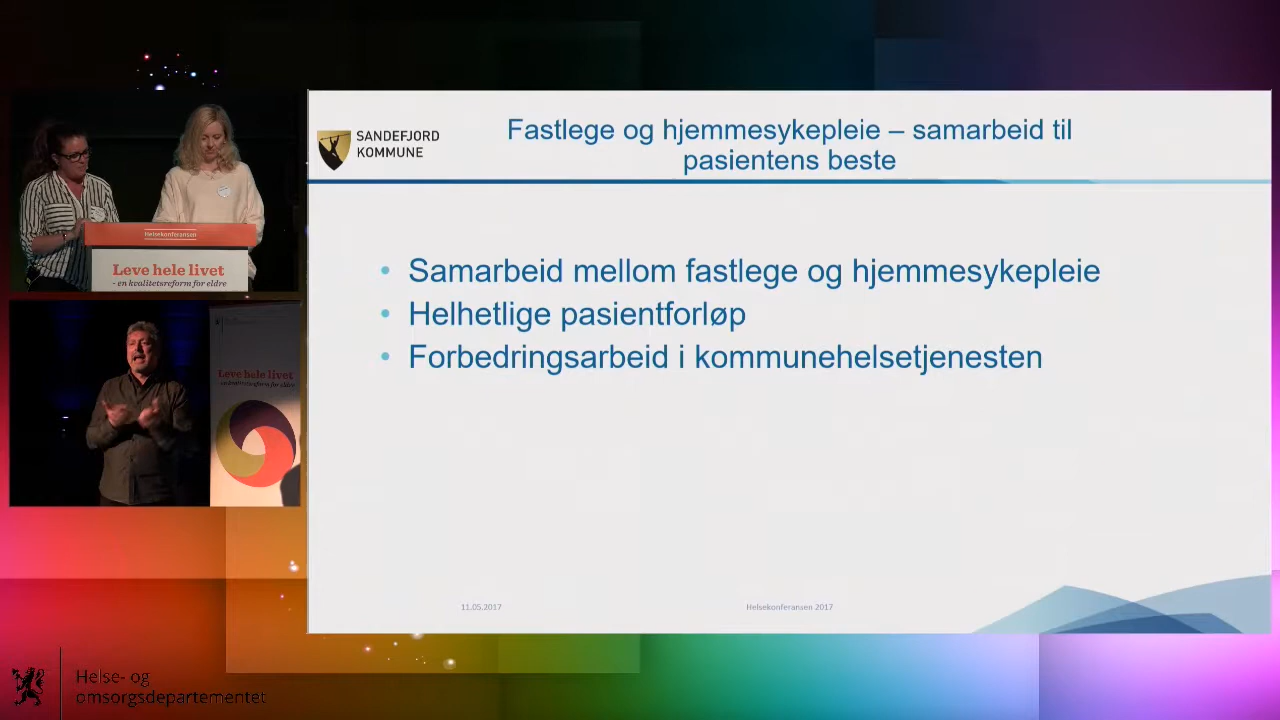 SANDEFJORD
KOMMUNE
Fastlege og hjemmesykepleie – samarbeid til
pasientens beste
• Samarbeid mellom fastlege og hjemmesykepleie
• Helhetlige pasientforløp
• Forbedringsarbeid i kommunehelsetjenesten
11.05.2017
Helsekonferansen 2017
Helsekonferansen
Leve hele livet
- en kvalitetsreform for eldre
Leve hele livet
- en kvalitetsreform for eldre
Helse- og
omsorgsdepartementet